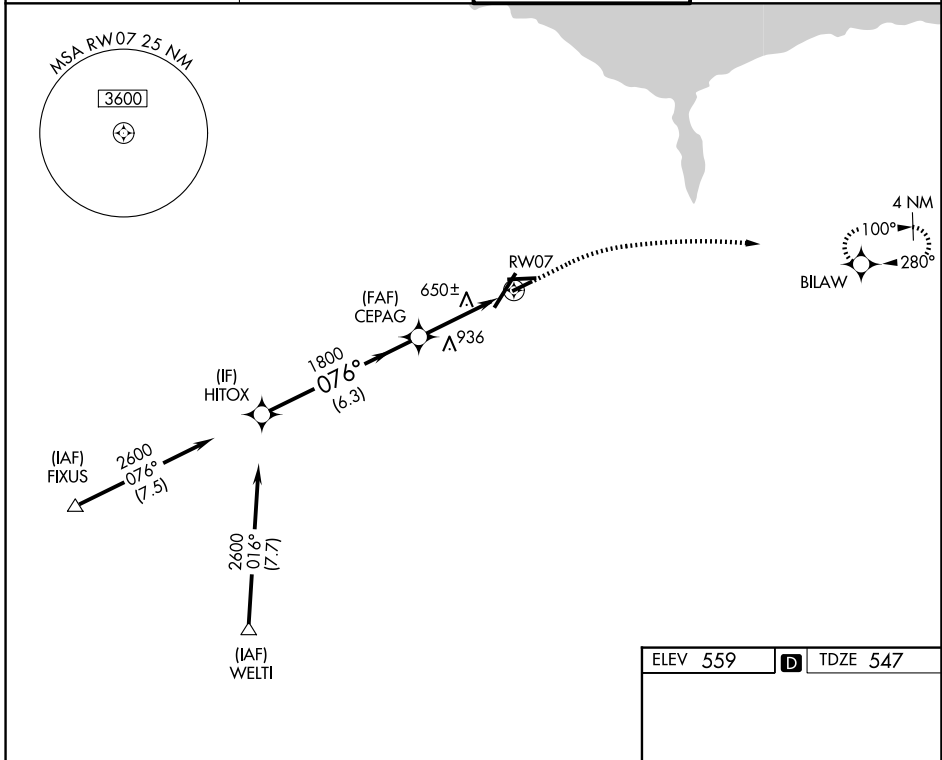 MSA RW07 25 NM
3600
4 NM
100°
280°
BILAW
RW07
650±
(FAF)
CEPAG
936
1800
076°
(6.3)
(IF)
HITOX
(IAF)
FIXUS
2600
076°
(7.5)
2600
016°
(7.7)
(IAF)
WELTI
ELEV 559
D
TDZE 547